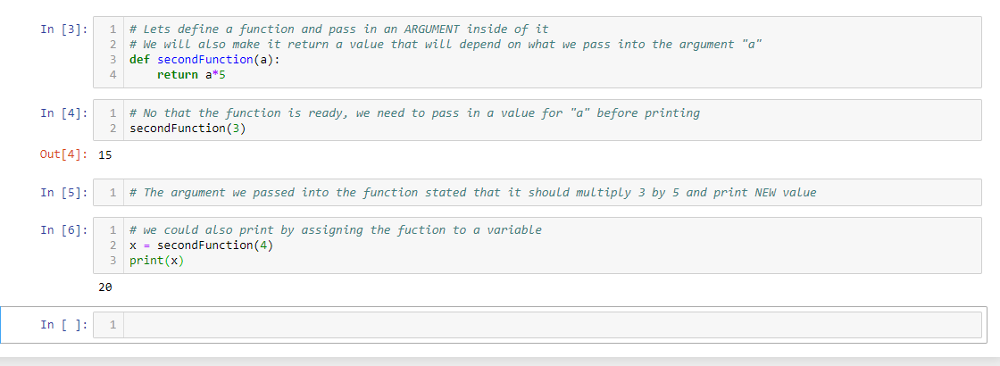 In [3]: 1 # Lets define a function and pass in an ARGUMENT inside of it
2 # We will also make it return a value that will depend on what we pass into the argument "a"
3 def secondFunction(a):
4     return a*5
In [4]: 1 # No that the function is ready, we need to pass in a value for "a" before printing
2 secondFunction(3)
Out[4]: 15
In [5]: 1 # The argument we passed into the function stated that it should multiply 3 by 5 and print NEW value
In [6]: 1 # we could also print by assigning the fuction to a variable
2 x = secondFunction(4)
3 print(x)
20
In [ ]: 1